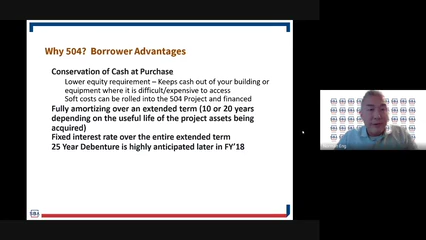 Why 504? Borrower Advantages
Conservation of Cash at Purchase
Lower equity requirement – Keeps cash out of your building or
equipment where it is difficult/expensive to access
Soft costs can be rolled into the 504 Project and financed
Fully amortizing over an extended term (10 or 20 years
depending on the useful life of the project assets being
acquired)
Fixed interest rate over the entire extended term
25 Year Debenture is highly anticipated later in FY'18
SBA
Eng